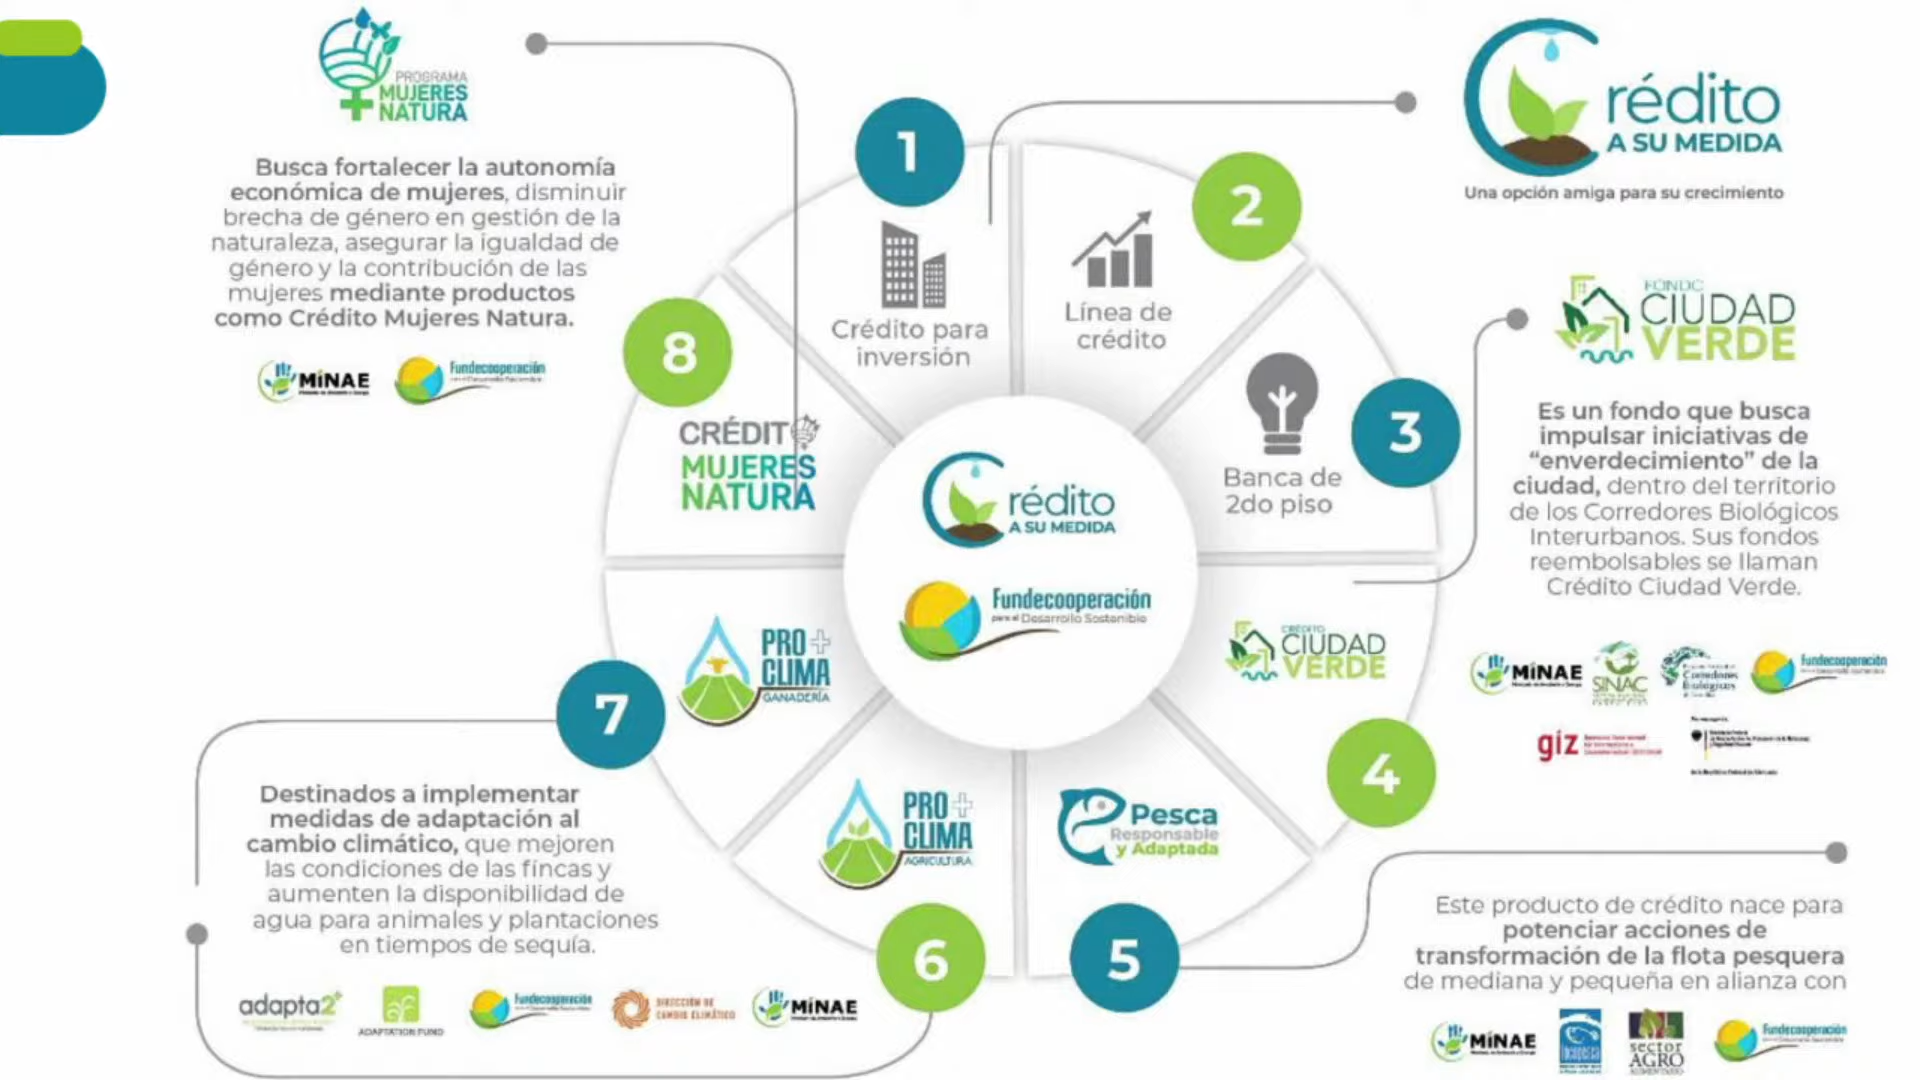 PROGRAMA
MUJERES
NATURA
Busca fortalecer la autonomía
económica de mujeres, disminuir
brecha de género en gestión de la
naturaleza, asegurar la igualdad de
género y la contribución de las
mujeres mediante productos
como Crédito Mujeres Natura.
MINAE
Fundecooperación
Crédito
A SU MEDIDA
Una opción amiga para su crecimiento
FONDO
CIUDAD
VERDE
Es un fondo que busca
impulsar iniciativas de
“enverdecimiento” de la
ciudad, dentro del territorio
de los Corredores Biológicos
Interurbanos. Sus fondos
reembolsables se llaman
Crédito Ciudad Verde.
MINAE
SINAC
Corredores
Biológicos
Fundecooperación
giz
1
Crédito para
inversión
2
Línea de
crédito
3
Banca de
2do piso
4
CRÉDITO
CIUDAD
VERDE
5
Pesca
Responsable
y Adaptada
6
PRO+
CLIMA
AGRICULTURA
7
PRO+
CLIMA
GANADERÍA
8
CRÉDITO
MUJERES
NATURA
Crédito
A SU MEDIDA
Fundecooperación
para el Desarrollo Sostenible
Destinados a implementar
medidas de adaptación al
cambio climático, que mejoren
las condiciones de las fincas y
aumenten la disponibilidad de
agua para animales y plantaciones
en tiempos de sequía.
adapta2+
ADAPTATION FUND
Fundecooperación
DIRECCIÓN DE
CAMBIO CLIMÁTICO
MINAE
Este producto de crédito nace para
potenciar acciones de
transformación de la flota pesquera
de mediana y pequeña en alianza con
MINAE
Incopesca
sector
AGRO
ALIMENTARIO
Fundecooperación